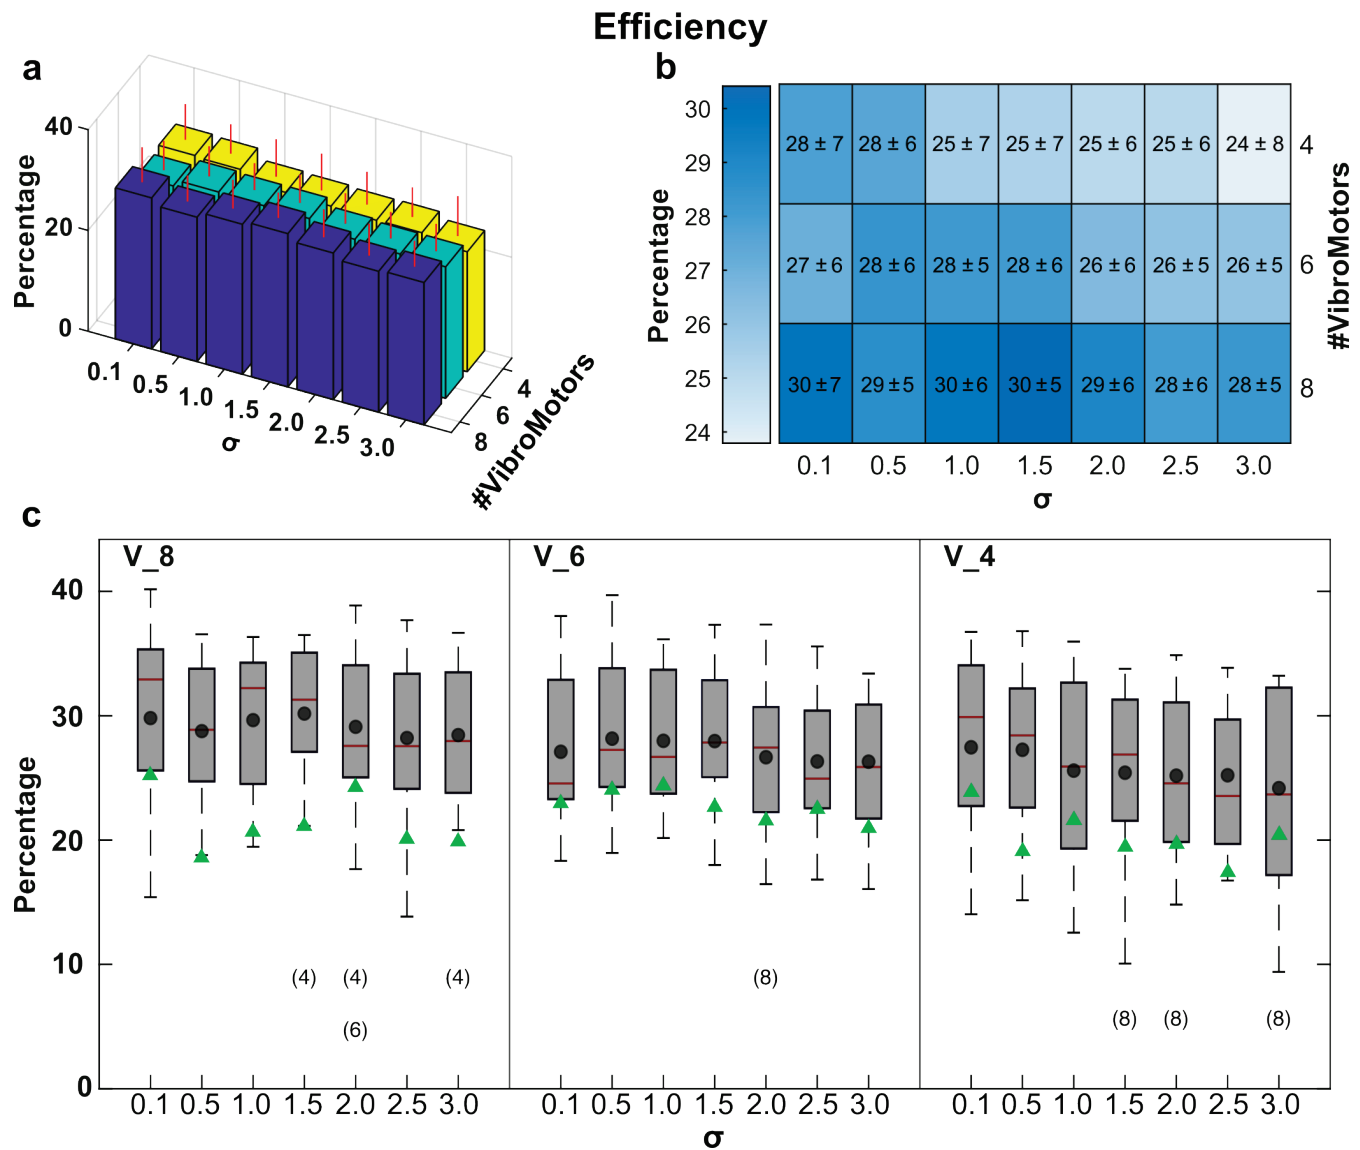 Efficiency
a
Percentage
40
20
0
0.1
0.5
1.0
1.5
2.0
2.5
3.0
σ
4
6
8
#VibroMotors
b
Percentage
30
29
28
27
26
25
24
28 ± 7 28 ± 6 25 ± 7 25 ± 7 25 ± 6 25 ± 6 24 ± 8 4
27 ± 6 28 ± 6 28 ± 5 28 ± 6 26 ± 6 26 ± 5 26 ± 5 6
30 ± 7 29 ± 5 30 ± 6 30 ± 5 29 ± 6 28 ± 6 28 ± 5 8
#VibroMotors
0.1 0.5 1.0 1.5 2.0 2.5 3.0
σ
c
V_8 V_6 V_4
Percentage
40
30
20
10
0
(4) (4) (4) (8)
(6) (8) (8) (8)
0.1 0.5 1.0 1.5 2.0 2.5 3.0 0.1 0.5 1.0 1.5 2.0 2.5 3.0 0.1 0.5 1.0 1.5 2.0 2.5 3.0
σ